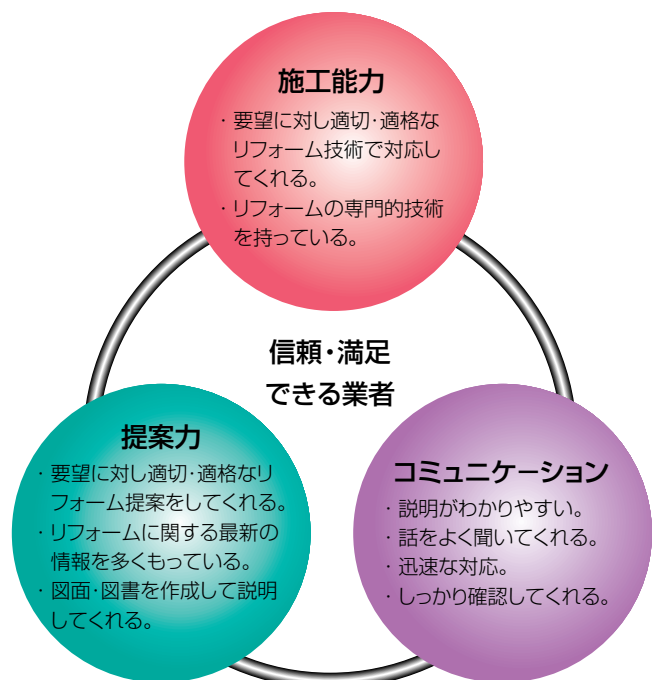 施工能力
・要望に対し適切・適格な
リフォーム技術で対応し
てくれる。
・リフォームの専門的技術
を持っている。
信頼・満足
できる業者
提案力
・要望に対し適切・適格なリ
フォーム提案をしてくれる。
・リフォームに関する最新の
情報を多くもっている。
・図面・図書を作成して説明
してくれる。
コミュニケーション
・説明がわかりやすい。
・話をよく聞いてくれる。
・迅速な対応。
・しっかり確認してくれる。